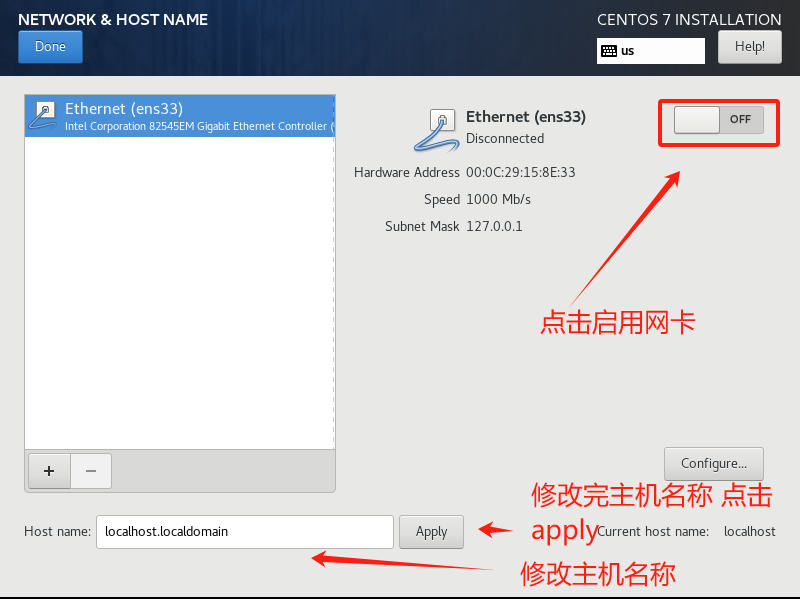 NETWORK & HOST NAME
CENTOS 7 INSTALLATION
Done
us
Help!
Ethernet (ens33)
Intel Corporation 82545EM Gigabit Ethernet Controller (
Ethernet (ens33)
Disconnected
OFF
Hardware Address 00:0C:29:15:8E:33
Speed 1000 Mb/s
Subnet Mask 127.0.0.1
点击启用网卡
+ −
Configure...
修改完主机名称 点击
apply
Host name: localhost.localdomain Apply
Current host name: localhost
修改主机名称